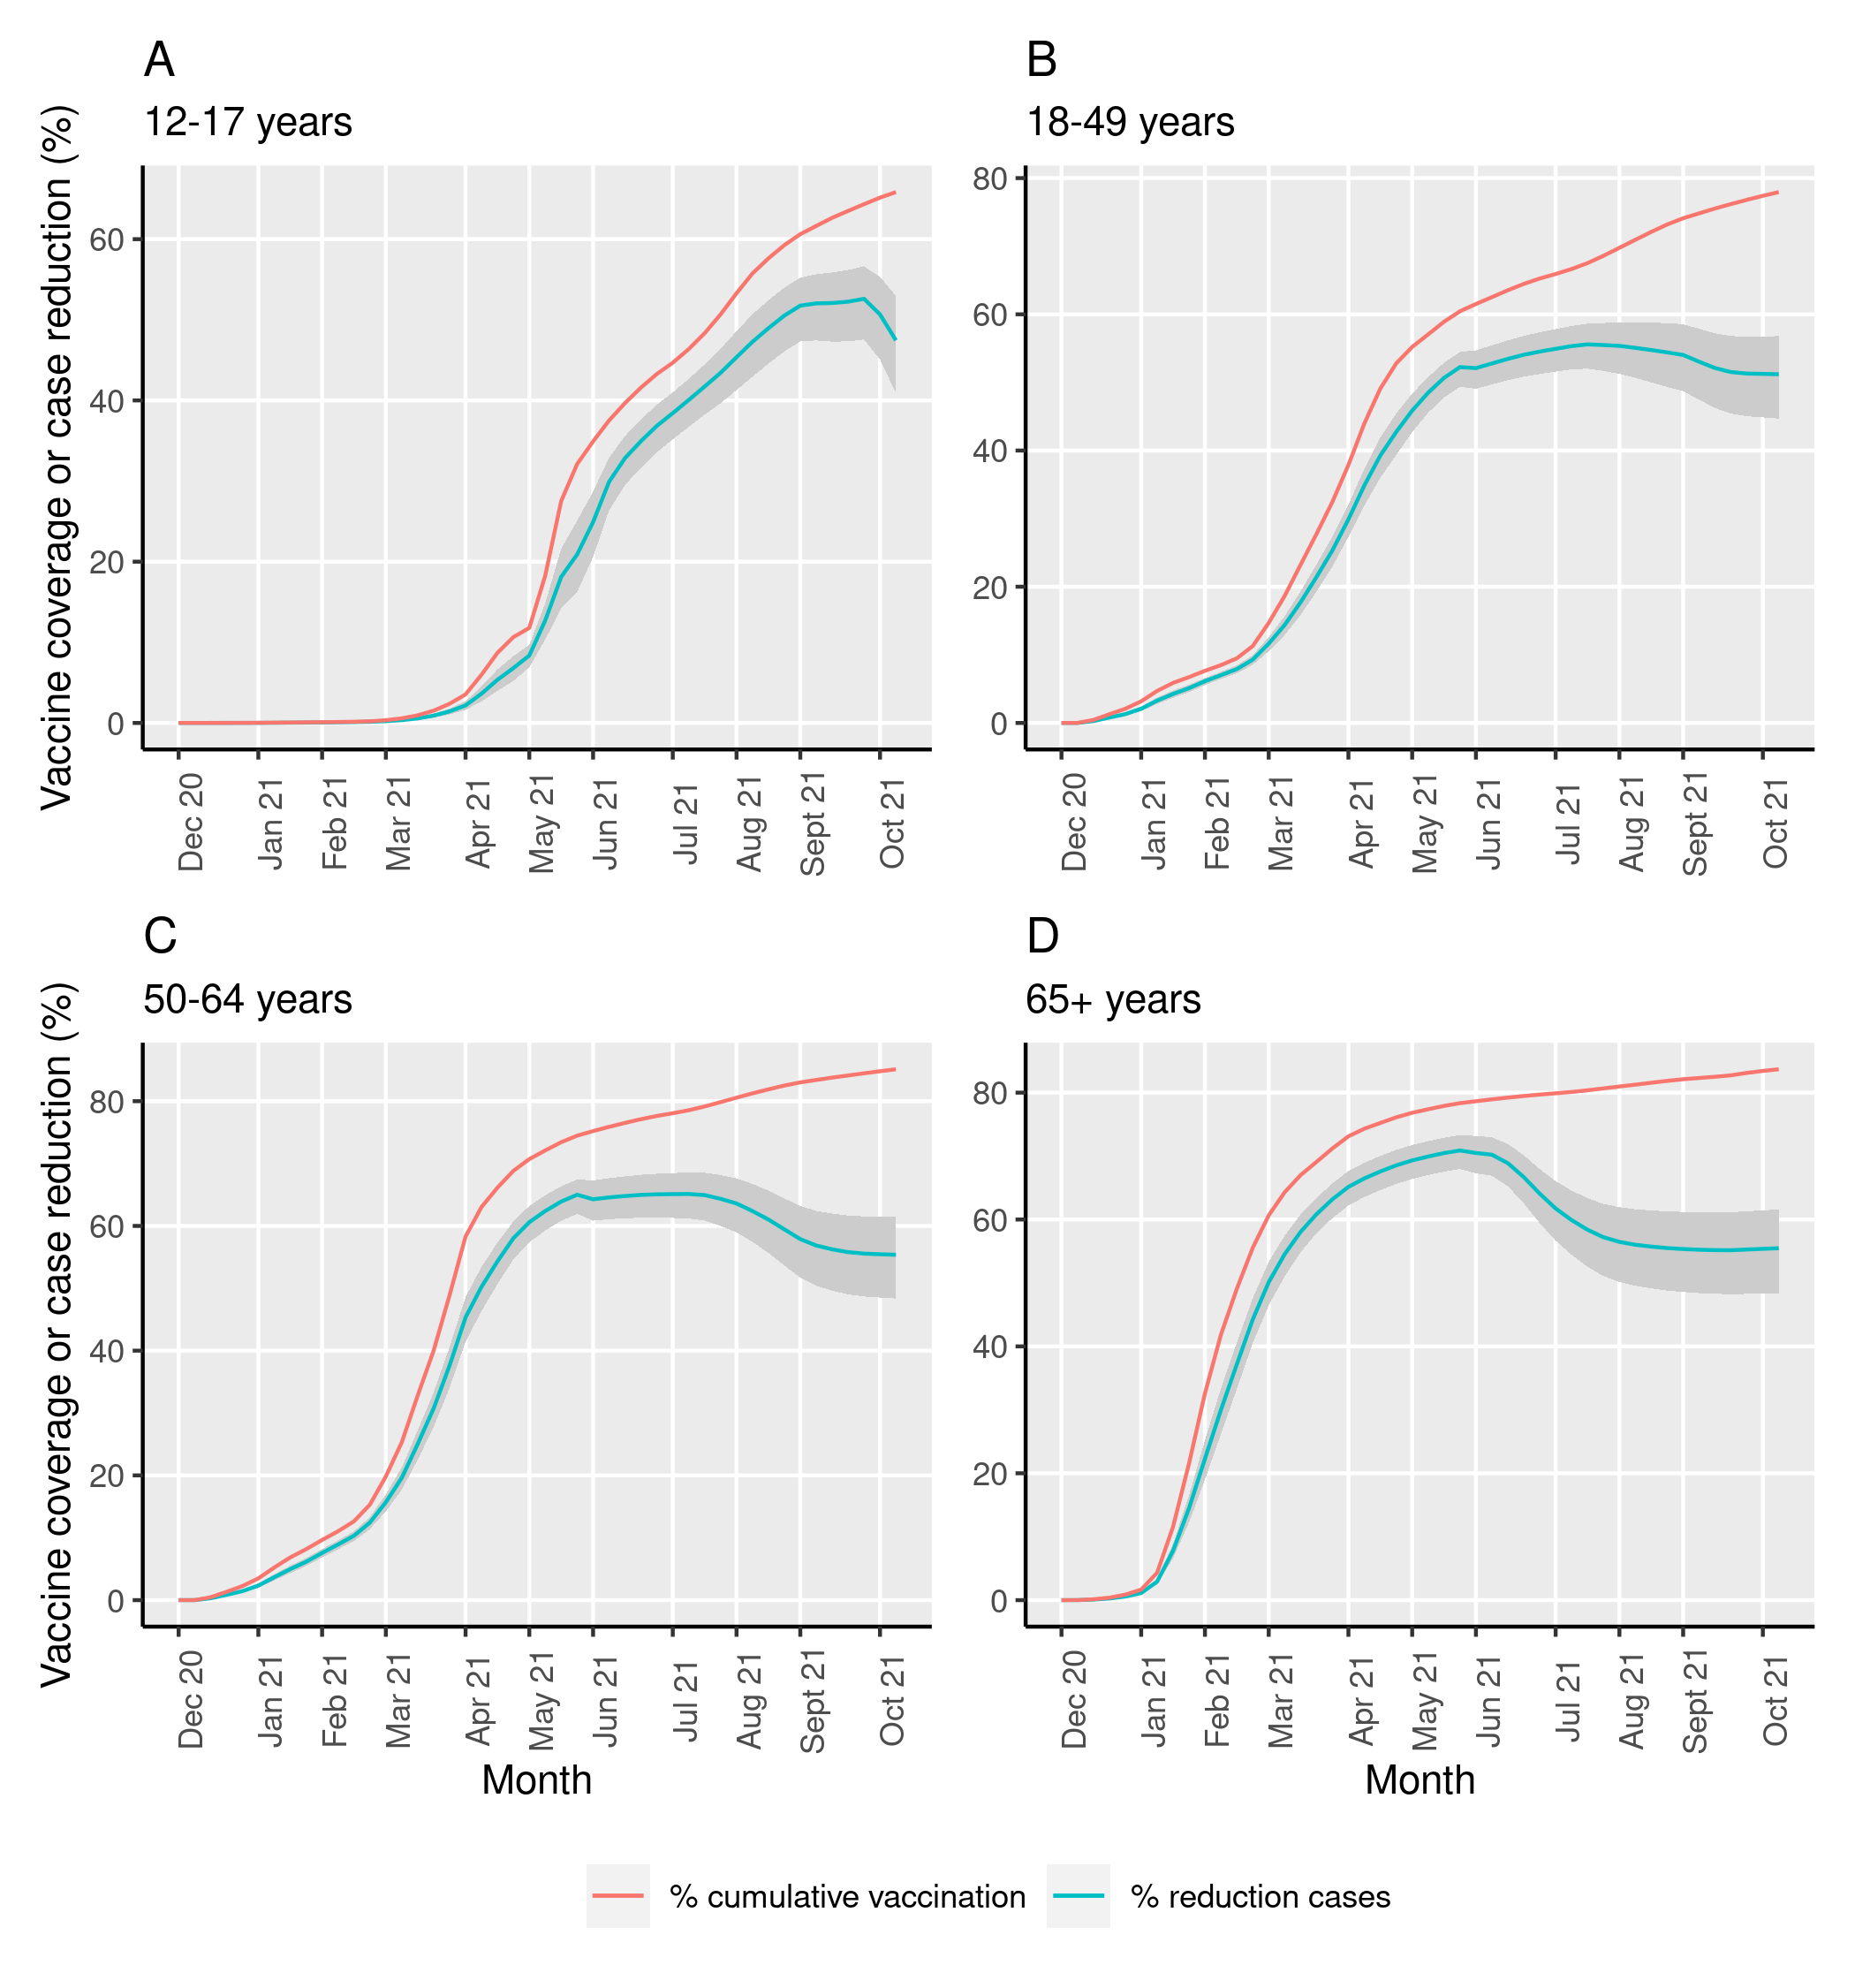 A
12-17 years
Vaccine coverage or case reduction (%)
60
40
20
0
Dec 20
Jan 21
Feb 21
Mar 21
Apr 21
May 21
Jun 21
Jul 21
Aug 21
Sept 21
Oct 21
B
18-49 years
80
60
40
20
0
Dec 20
Jan 21
Feb 21
Mar 21
Apr 21
May 21
Jun 21
Jul 21
Aug 21
Sept 21
Oct 21
C
50-64 years
Vaccine coverage or case reduction (%)
80
60
40
20
0
Dec 20
Jan 21
Feb 21
Mar 21
Apr 21
May 21
Jun 21
Jul 21
Aug 21
Sept 21
Oct 21
Month
D
65+ years
80
60
40
20
0
Dec 20
Jan 21
Feb 21
Mar 21
Apr 21
May 21
Jun 21
Jul 21
Aug 21
Sept 21
Oct 21
Month
% cumulative vaccination
% reduction cases